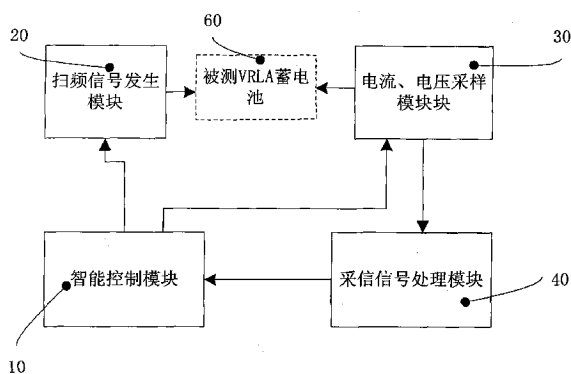 20
60
30
扫频信号发生
模块
被测VRLA蓄电
池
电流、电压采样
模块块
智能控制模块
采信信号处理模块
10
40